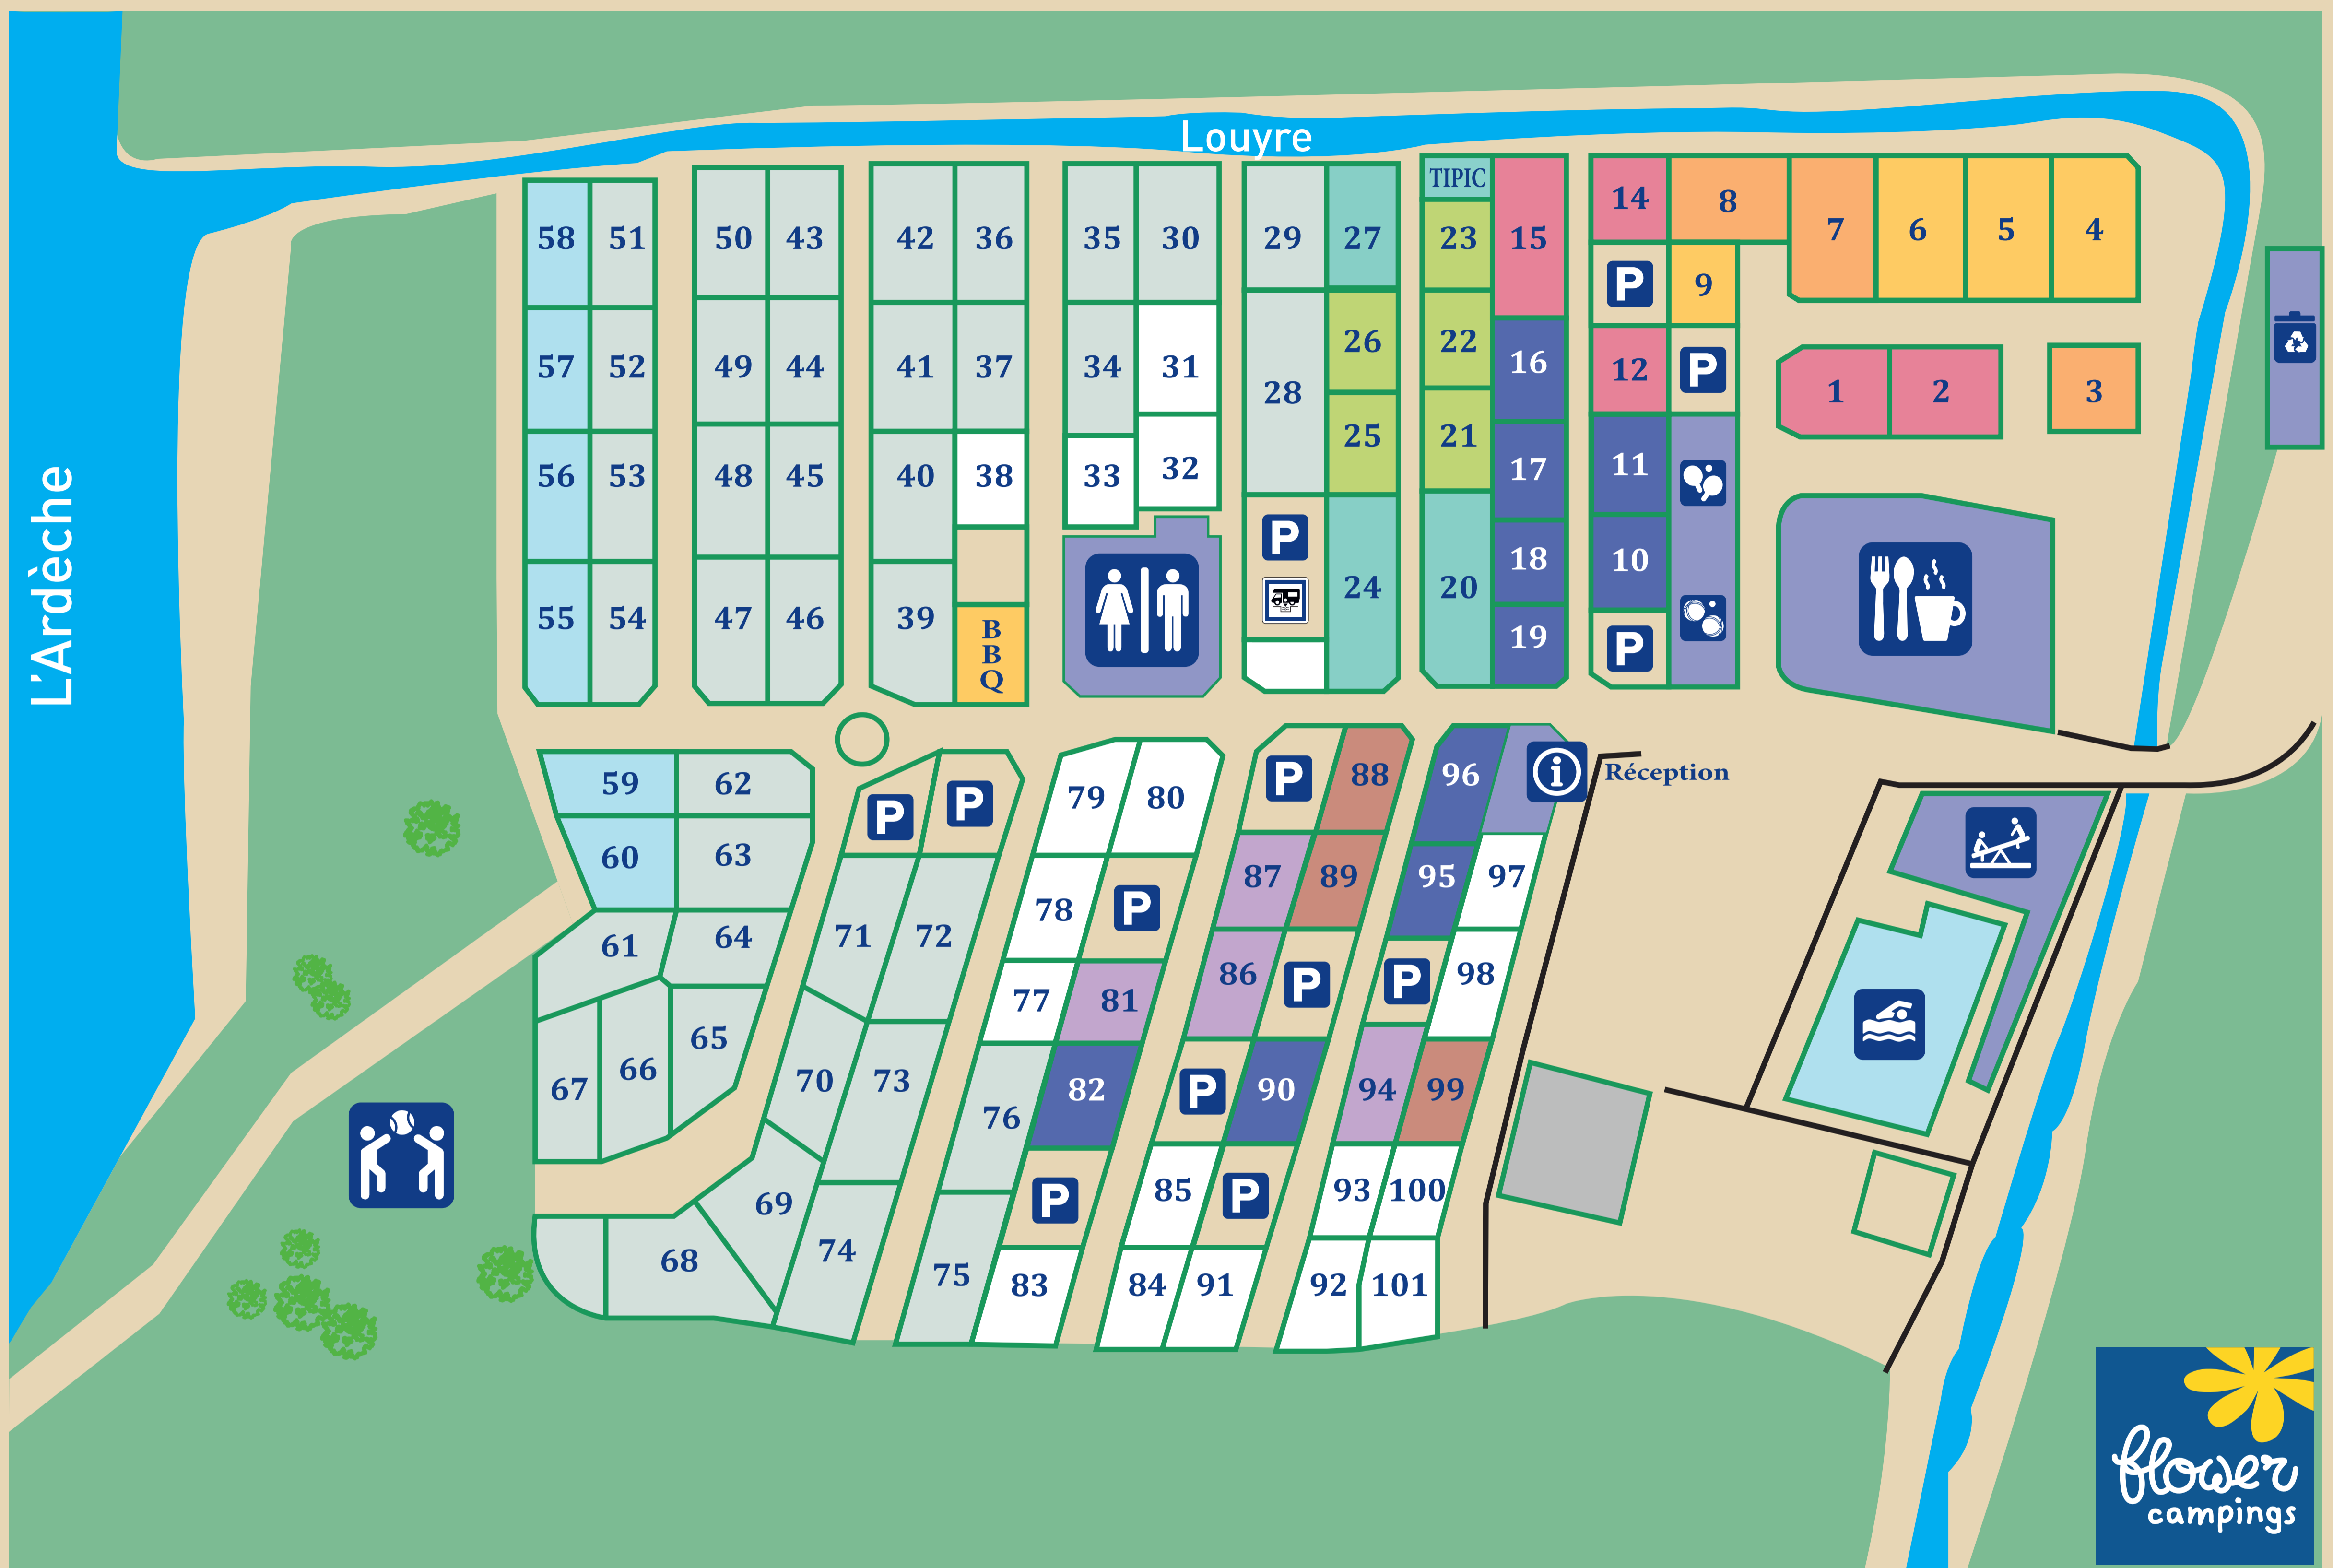 Louyre
L'Ardèche
58 51 50 43 42 36 35 30 29 27 TIPIC 23 15 14 8 7 6 5 4
P 9
57 52 49 44 41 37 34 31 28 26 22 16 12 P 1 2 3
56 53 48 45 40 38 33 32 25 21 17 11
P 24 20 18 10
55 54 47 46 39 B
B
Q
19 P
59 62 P P 79 80 P 88 96 i Réception
60 63 78 P 87 89 95 97
61 64 71 72 77 81 86 P P 98
67 66 65 70 73 76 82 P 90 94 99
68 69 74 P 85 P 93 100
75 83 84 91 92 101
flower
campings